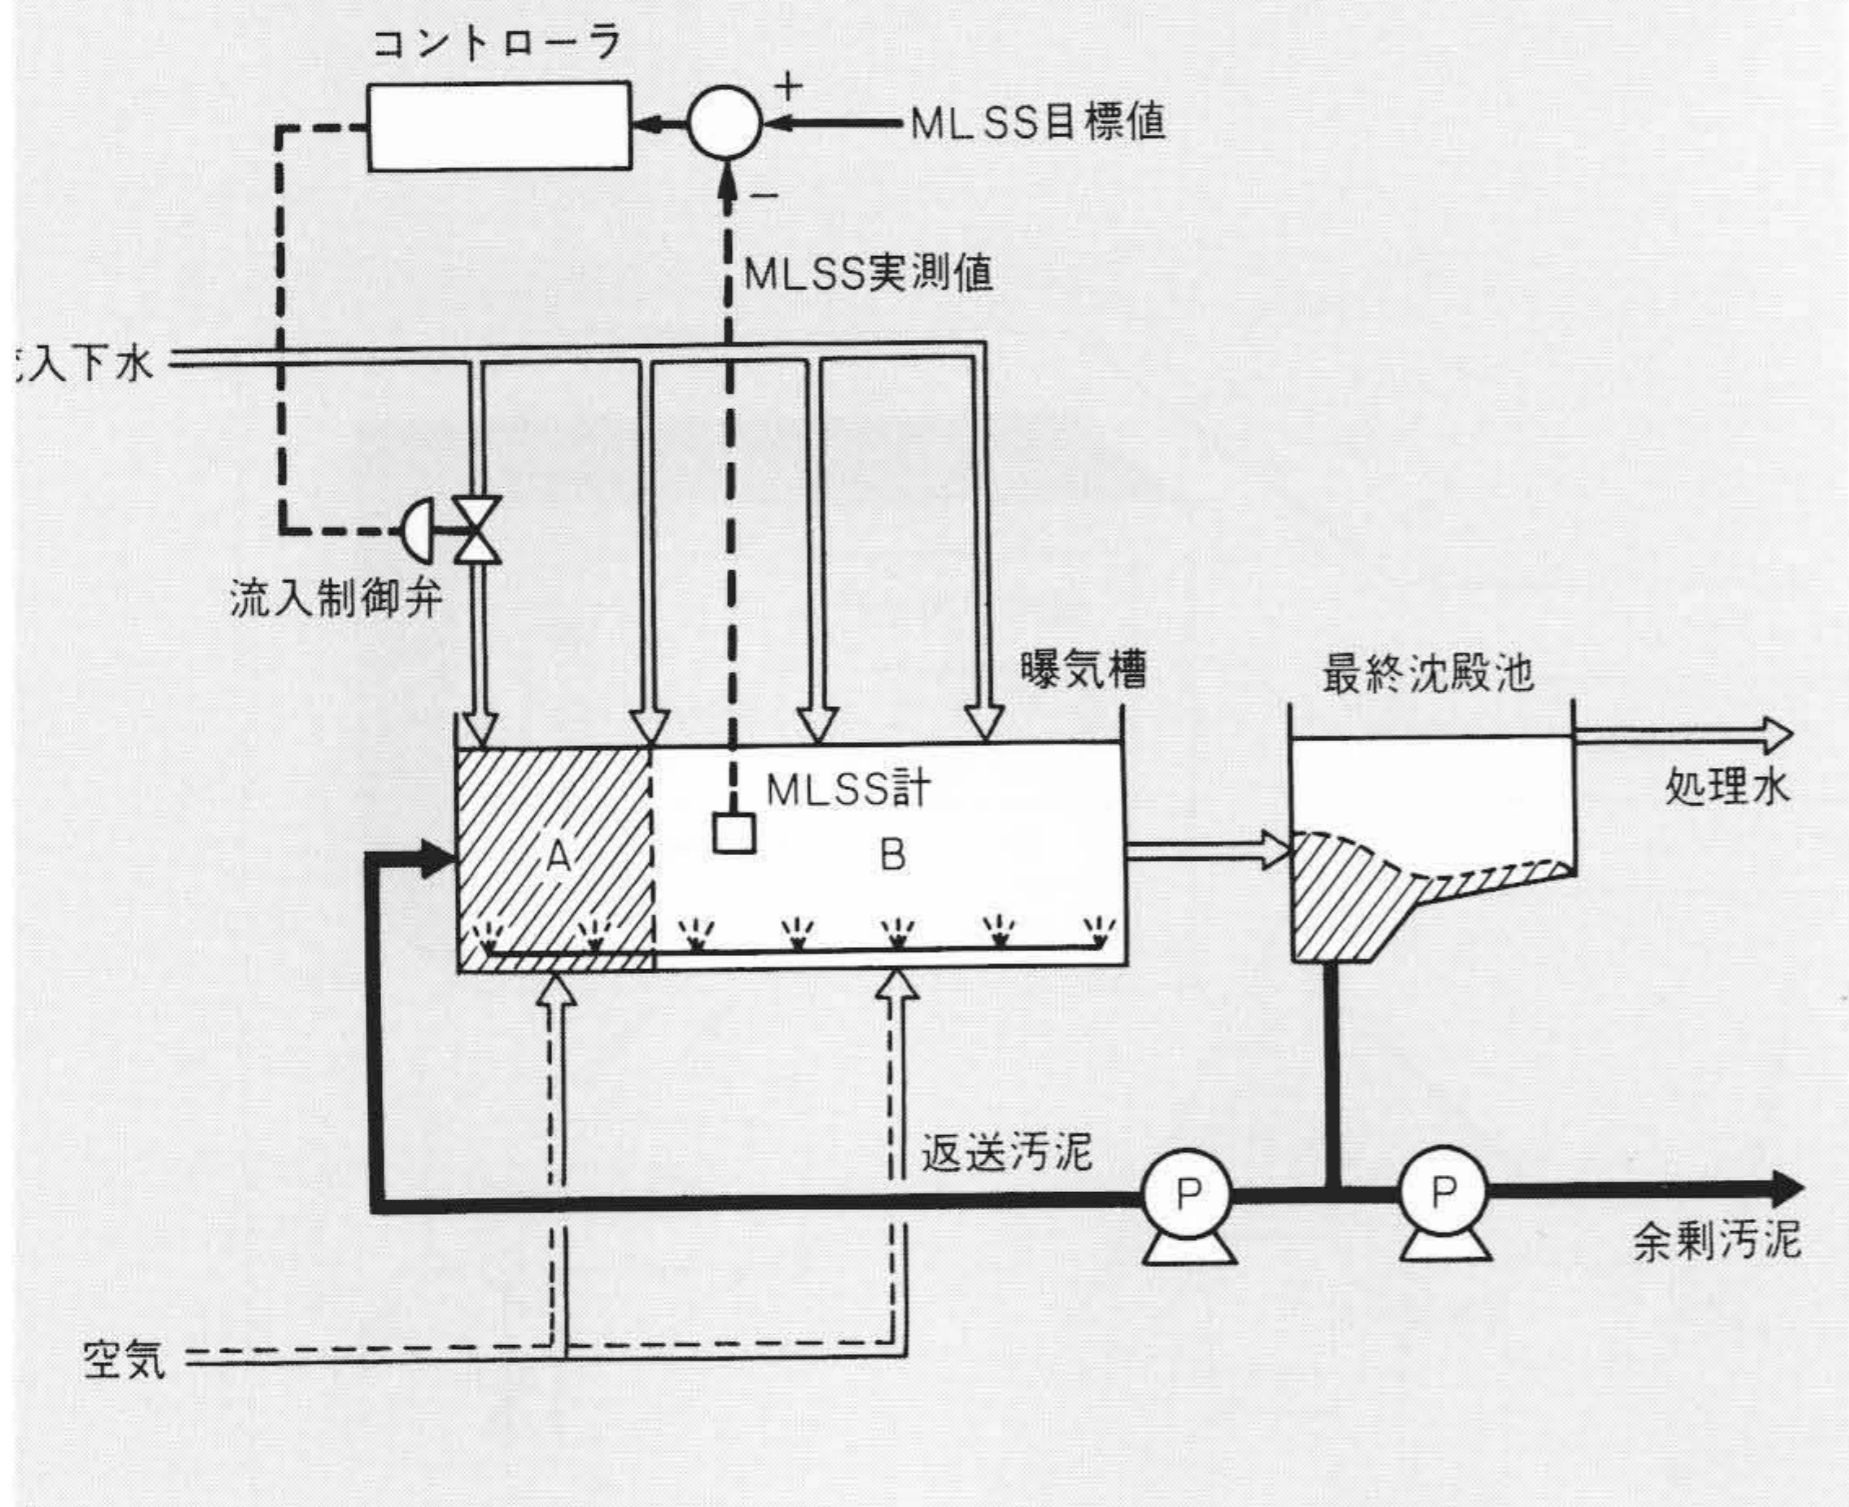 コントローラ
+
MLSS目標値
−
MLSS実測値
入下水
流入制御弁
曝気槽
最終沈殿池
MLSS計
処理水
A
B
返送汚泥
P
P
余剰汚泥
空気